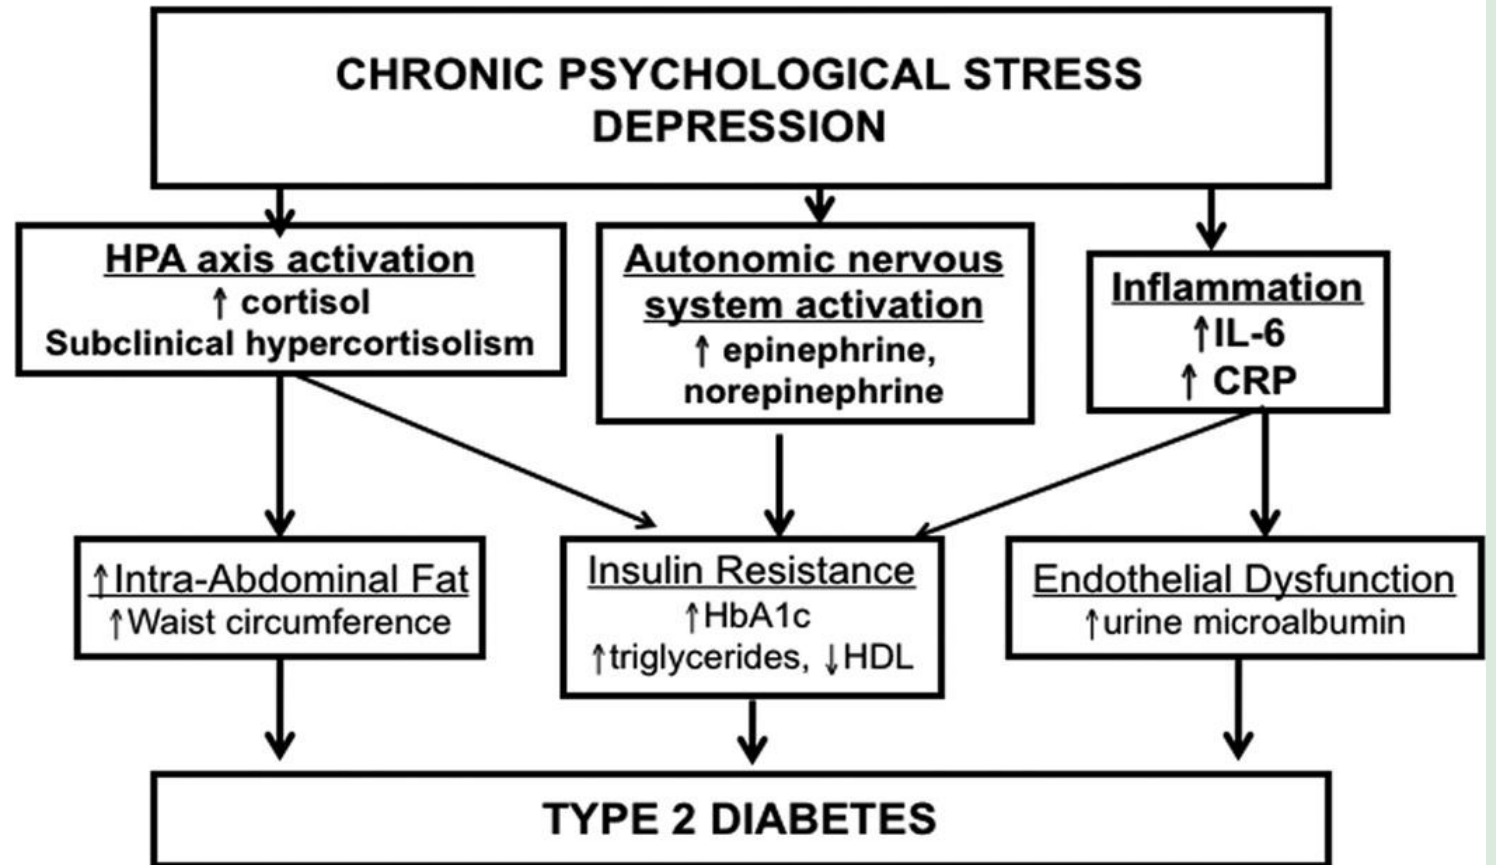 CHRONIC PSYCHOLOGICAL STRESS
DEPRESSION
HPA axis activation
↑ cortisol
Subclinical hypercortisolism
Autonomic nervous
system activation
↑ epinephrine,
norepinephrine
Inflammation
↑IL-6
↑ CRP
↑Intra-Abdominal Fat
↑Waist circumference
Insulin Resistance
↑HbA1c
↑triglycerides, ↓HDL
Endothelial Dysfunction
↑urine microalbumin
TYPE 2 DIABETES